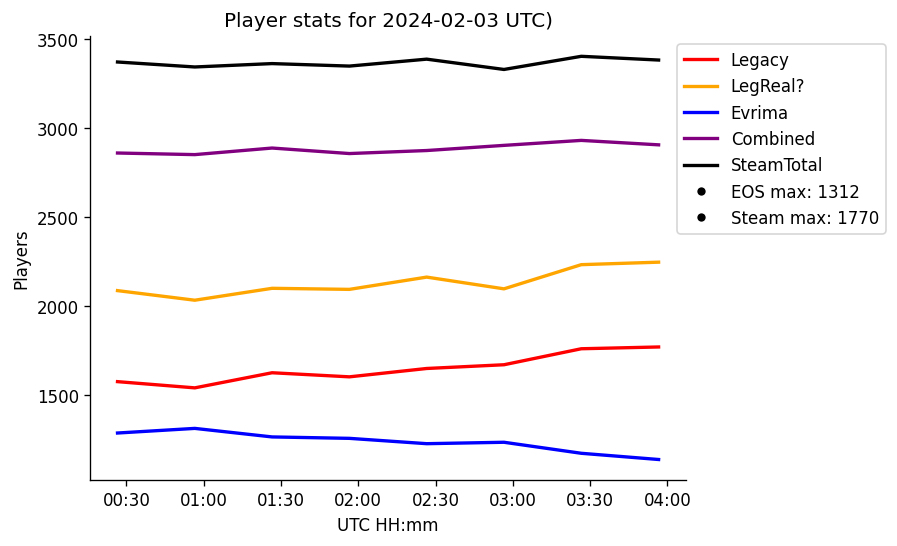 Player stats for 2024-02-03 UTC)
3500
3000
2500
2000
1500
Players
00:30 01:00 01:30 02:00 02:30 03:00 03:30 04:00
UTC HH:mm
Legacy
LegReal?
Evrima
Combined
SteamTotal
EOS max: 1312
Steam max: 1770